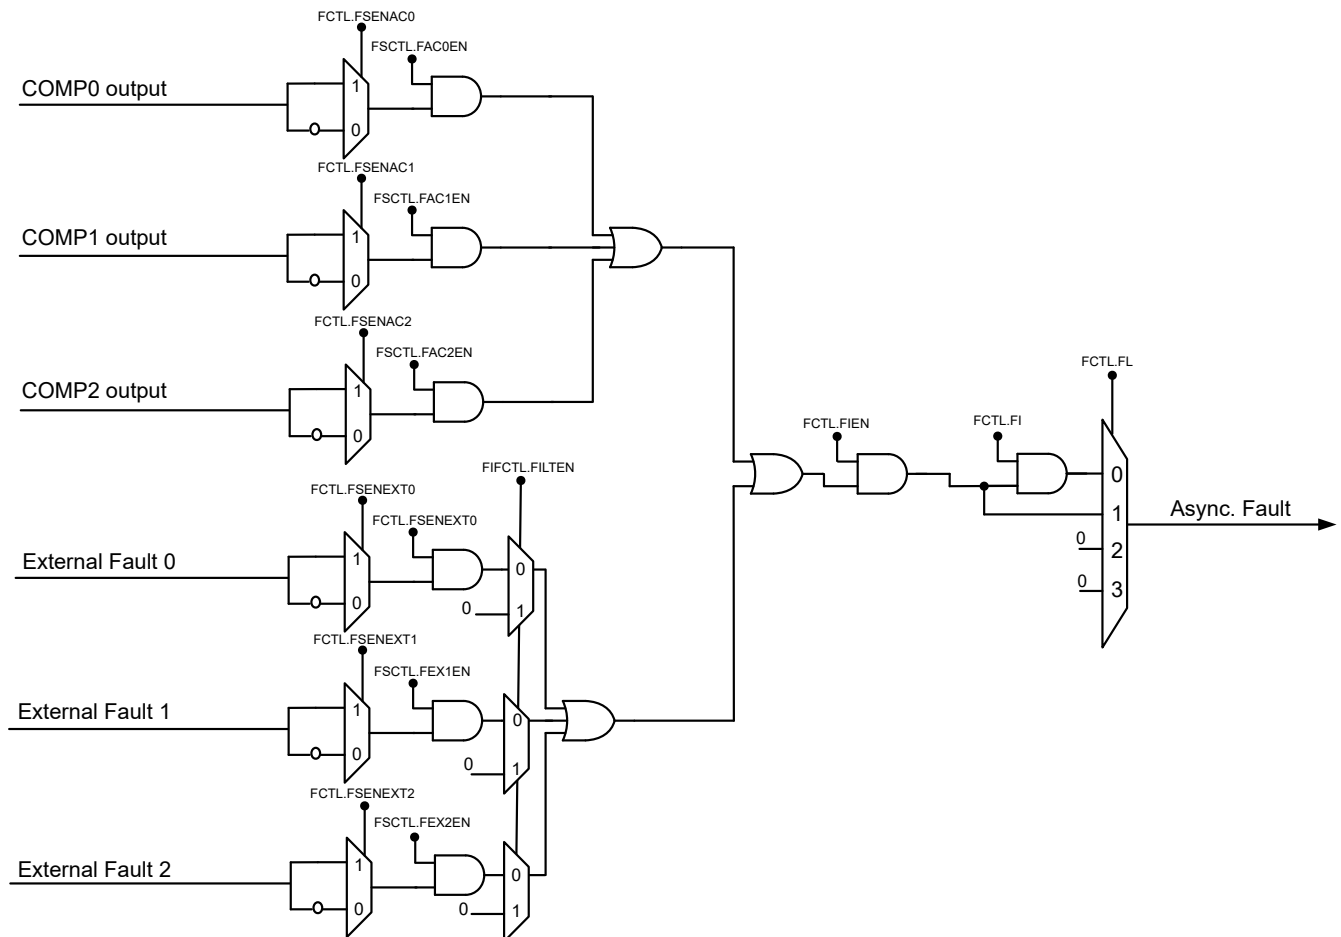 FCTL.FSENAC0
FSCTL.FAC0EN
COMP0 output
1
0
FCTL.FSENAC1
FSCTL.FAC1EN
COMP1 output
1
0
FCTL.FSENAC2
FSCTL.FAC2EN
COMP2 output
1
0
FCTL.FL
FCTL.FIEN
FCTL.FI
0
1
Async. Fault
0
2
0
3
FIFCTL.FILTEN
FCTL.FSENEXT0
FCTL.FSENEXT0
External Fault 0
1
0
0
0
1
FCTL.FSENEXT1
FSCTL.FEX1EN
External Fault 1
1
0
0
0
1
FCTL.FSENEXT2
FSCTL.FEX2EN
External Fault 2
1
0
0
0
1